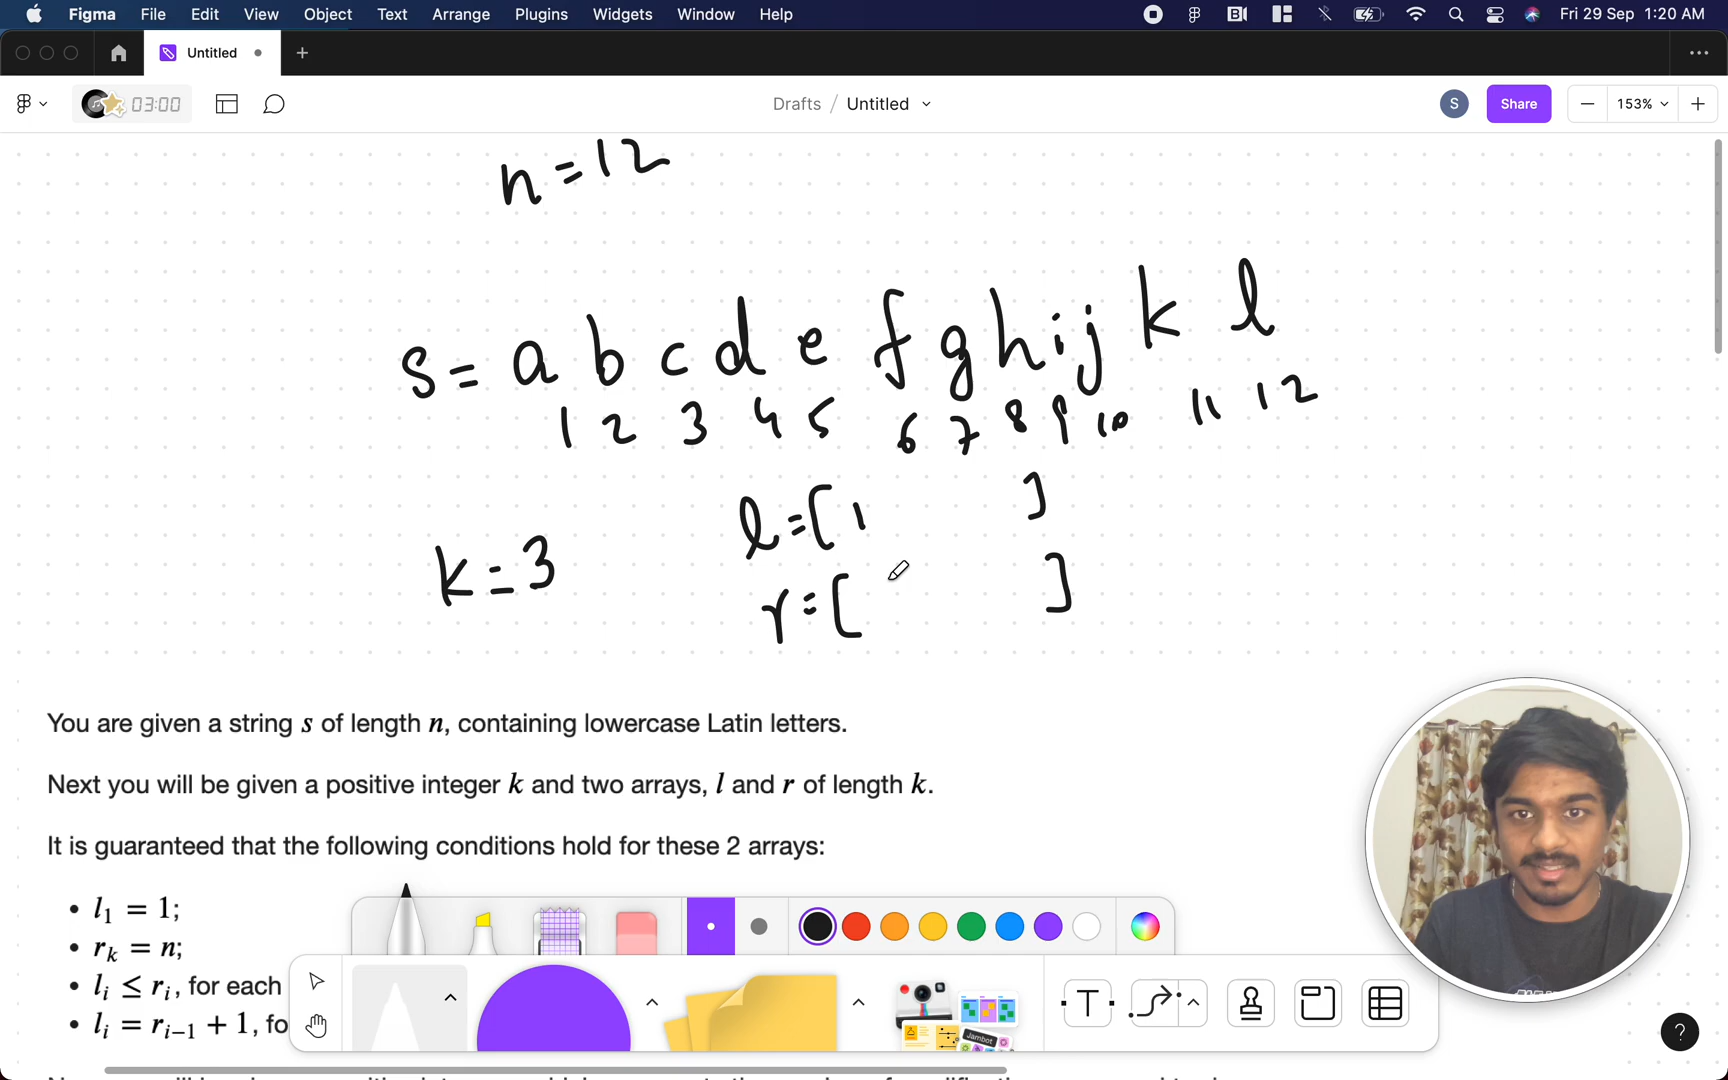 Figma File Edit View Object Text Arrange Plugins Widgets Window Help Fri 29 Sep 1:20 AM
Untitled
03:00 Drafts / Untitled S Share 153%
n = 12
s = a b c d e f g h i j k l
1 2 3 4 5 6 7 8 9 10 11 12
l = [ 1 ]
k = 3
r = [ ]
You are given a string s of length n, containing lowercase Latin letters.
Next you will be given a positive integer k and two arrays, l and r of length k.
It is guaranteed that the following conditions hold for these 2 arrays:
• l₁ = 1;
• rₖ = n;
• lᵢ ≤ rᵢ, for each
• lᵢ = rᵢ₋₁ + 1, fo
T
Jambot
?